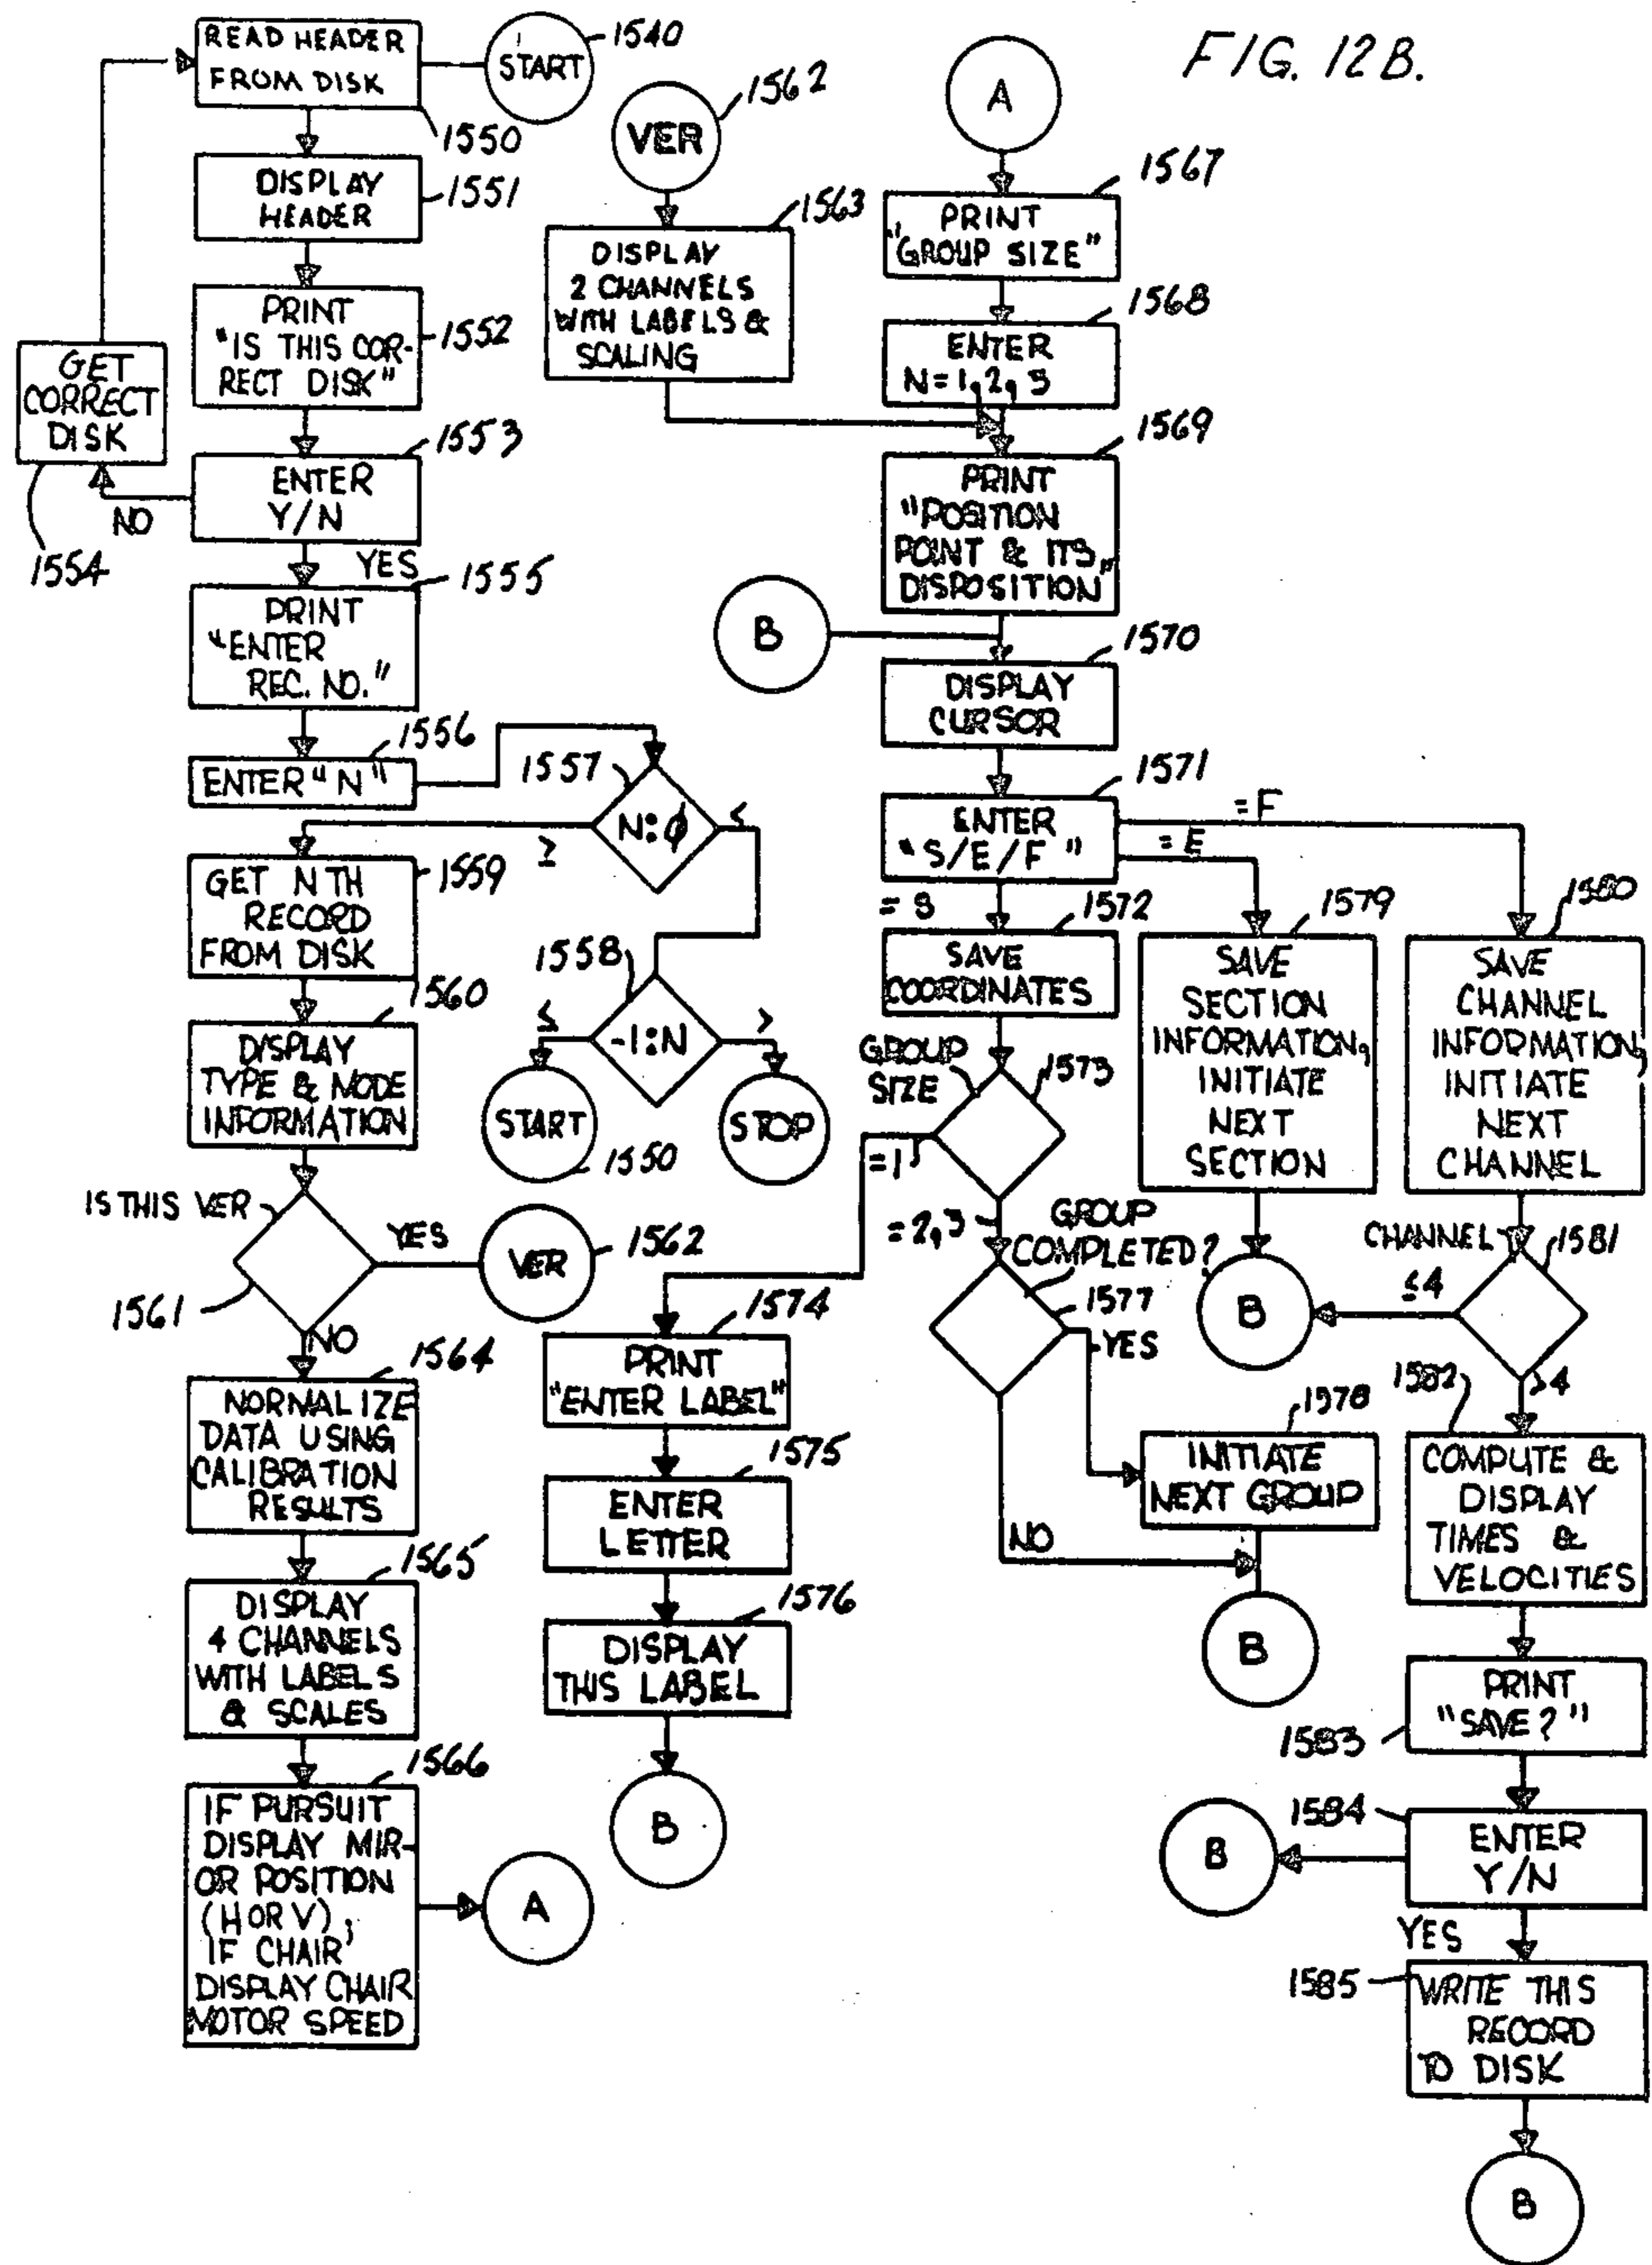 FIG. 12B.
READ HEADER
FROM DISK
START
1540
1550
DISPLAY
HEADER
1551
PRINT
"IS THIS COR-
RECT DISK"
1552
GET
CORRECT
DISK
1554
ENTER
Y/N
1553
NO
YES
1555
PRINT
"ENTER
REC. NO."
1556
ENTER "N"
1557
N:0
<
≥
GET NTH
RECORD
FROM DISK
1559
1558
-1:N
≤
>
START
1550
STOP
1560
DISPLAY
TYPE & MODE
INFORMATION
IS THIS VER
1561
YES
VER
1562
NO
1564
NORMALIZE
DATA USING
CALIBRATION
RESULTS
1565
DISPLAY
4 CHANNELS
WITH LABELS
& SCALES
1566
IF PURSUIT
DISPLAY MIR-
OR POSITION
(H OR V),
IF CHAIR
DISPLAY CHAIR
MOTOR SPEED
A
VER
1562
1563
DISPLAY
2 CHANNELS
WITH LABELS &
SCALING
A
1567
PRINT
"GROUP SIZE"
1568
ENTER
N=1,2,3
1569
PRINT
"POSITION
POINT & ITS
DISPOSITION"
B
1570
DISPLAY
CURSOR
1571
ENTER
"S/E/F"
=F
=E
=S
1572
SAVE
COORDINATES
GROUP
SIZE
1573
=1
=2,3
GROUP
COMPLETED?
1577
YES
NO
1578
INITIATE
NEXT GROUP
B
1574
PRINT
"ENTER LABEL"
1575
ENTER
LETTER
1576
DISPLAY
THIS LABEL
B
1579
SAVE
SECTION
INFORMATION,
INITIATE
NEXT
SECTION
B
1580
SAVE
CHANNEL
INFORMATION,
INITIATE
NEXT
CHANNEL
CHANNEL
1581
≤4
>4
1582
COMPUTE &
DISPLAY
TIMES &
VELOCITIES
PRINT
"SAVE?"
1583
1584
ENTER
Y/N
B
YES
1585
WRITE THIS
RECORD
TO DISK
B